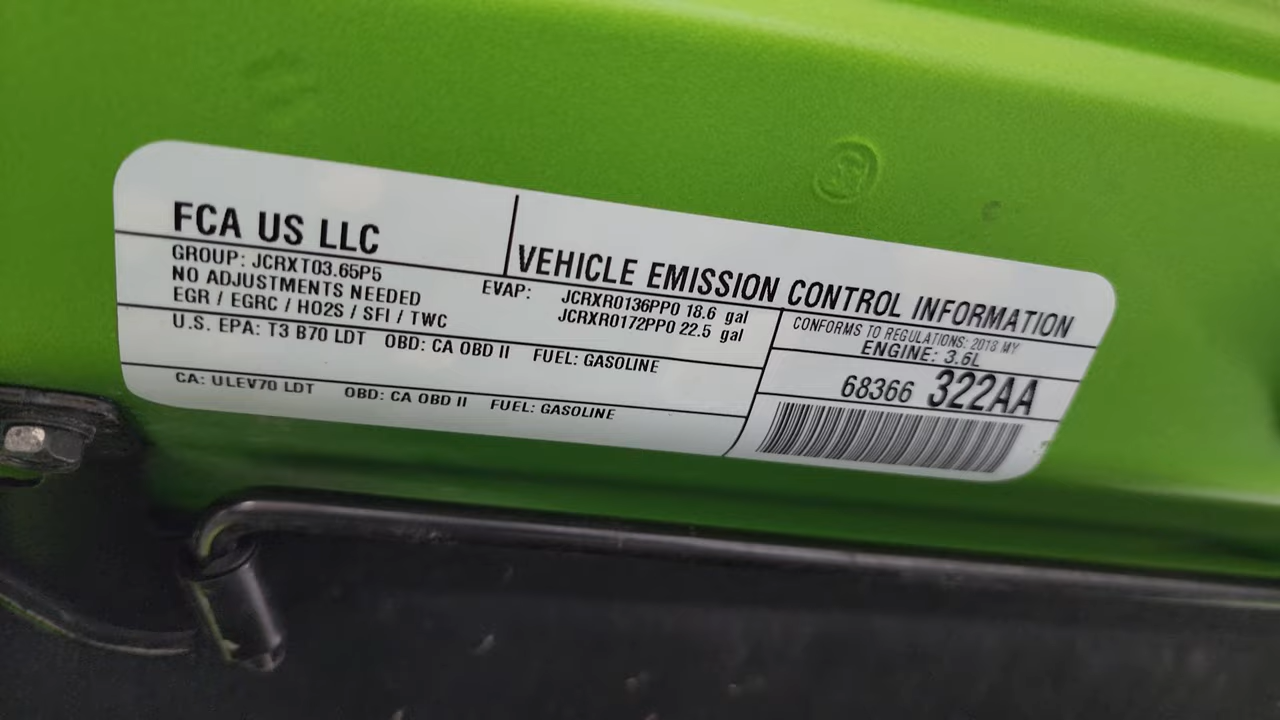 FCA US LLC
VEHICLE EMISSION CONTROL INFORMATION
GROUP: JCRXT03.65P5
NO ADJUSTMENTS NEEDED
EGR / EGRC / HO2S / SFI / TWC
EVAP: JCRXR0136PP0 18.6 gal
JCRXR0172PP0 22.5 gal
CONFORMS TO REGULATIONS: 2018 MY
ENGINE: 3.6L
U.S. EPA: T3 B70 LDT OBD: CA OBD II FUEL: GASOLINE
CA: ULEV70 LDT OBD: CA OBD II FUEL: GASOLINE
68366 322AA